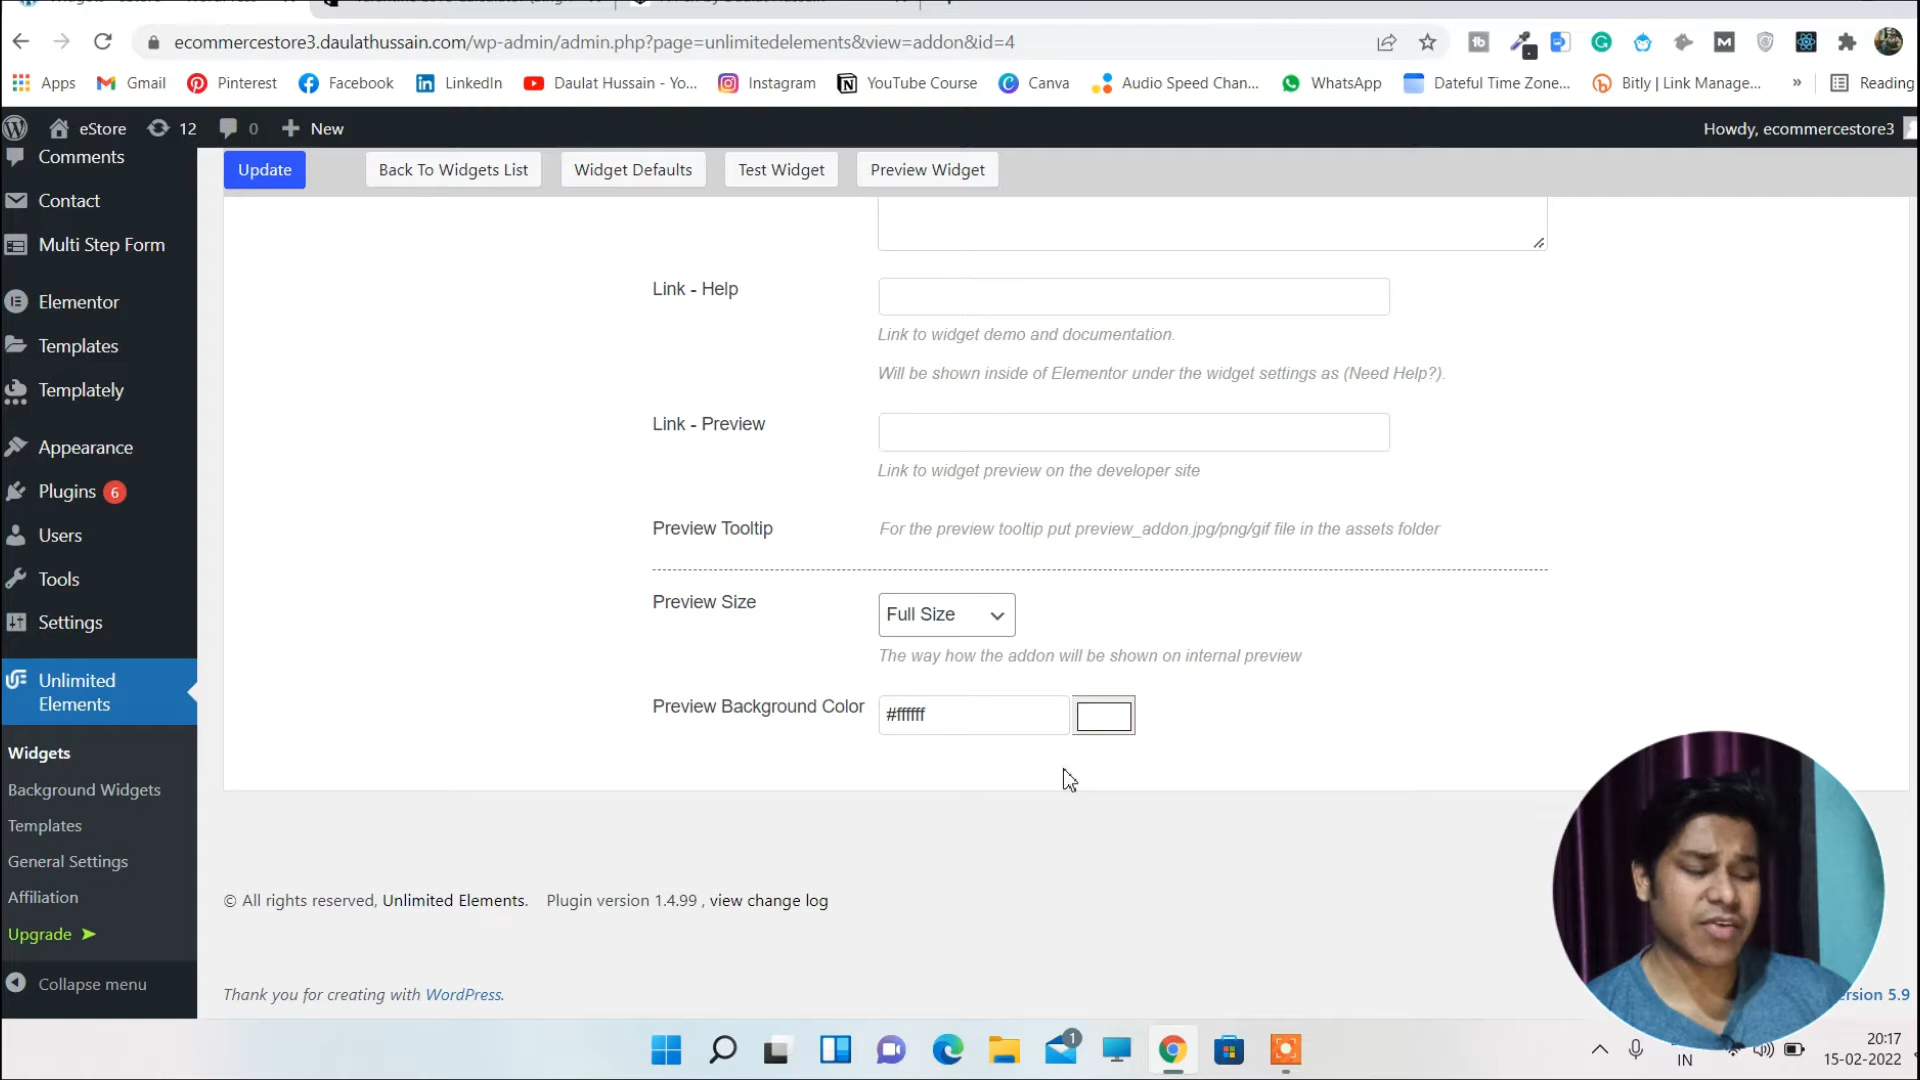 ecommercestore3.daulathussain.com/wp-admin/admin.php?page=unlimitedelements&view=addon&id=4
Apps Gmail Pinterest Facebook LinkedIn Daulat Hussain - Yo... Instagram YouTube Course Canva Audio Speed Chan... WhatsApp Dateful Time Zone... Bitly | Link Manage... » Reading
eStore 12 0 New Howdy, ecommercestore3
Comments
Update Back To Widgets List Widget Defaults Test Widget Preview Widget
Contact
Multi Step Form
Elementor
Templates
Templately
Appearance
Plugins 6
Users
Tools
Settings
Unlimited
Elements
Widgets
Background Widgets
Templates
General Settings
Affiliation
Upgrade ➤
Collapse menu
Link - Help
Link to widget demo and documentation.
Will be shown inside of Elementor under the widget settings as (Need Help?).
Link - Preview
Link to widget preview on the developer site
Preview Tooltip For the preview tooltip put preview_addon.jpg/png/gif file in the assets folder
Preview Size Full Size
The way how the addon will be shown on internal preview
Preview Background Color #ffffff
© All rights reserved, Unlimited Elements. Plugin version 1.4.99 , view change log
Thank you for creating with WordPress.
ersion 5.9
1
IN
20:17
15-02-2022